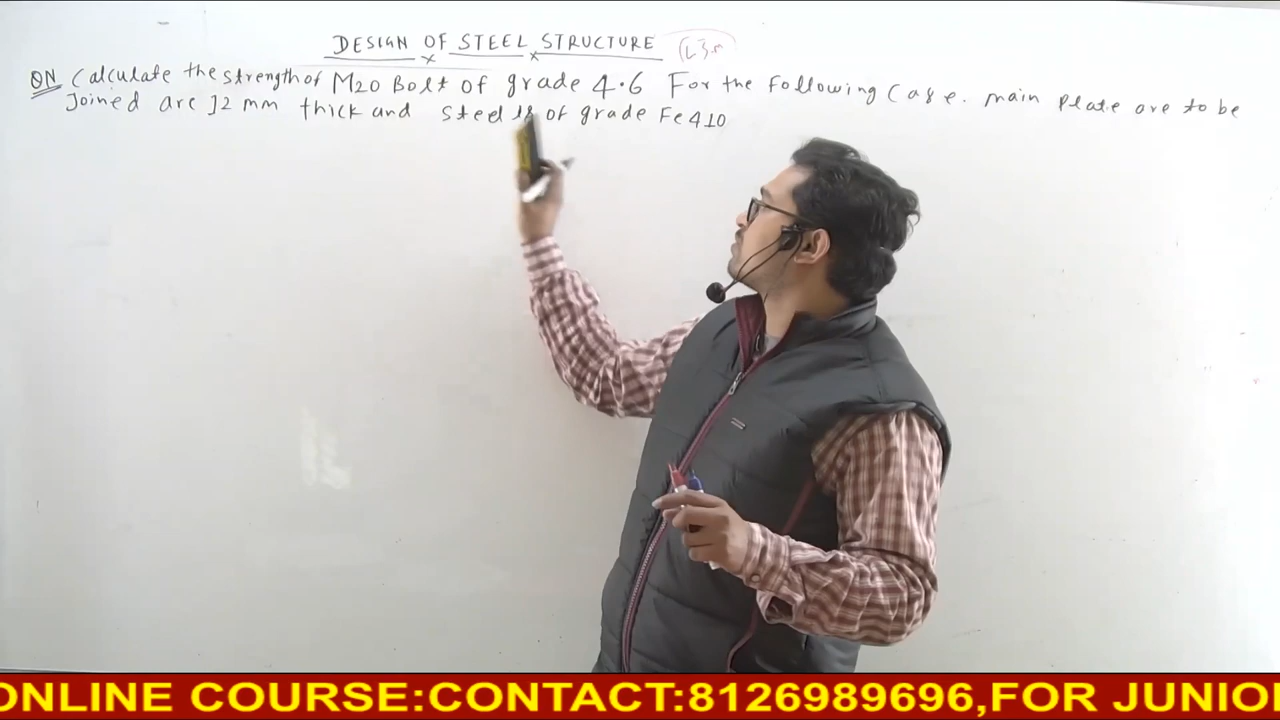 DESIGN OF STEEL STRUCTURE
QN Calculate the strength of M20 Bolt of grade 4.6 For the following Case. main Plate are to be
Joined are 12 mm thick and steel is of grade Fe 410
ONLINE COURSE:CONTACT:8126989696,FOR JUNIO